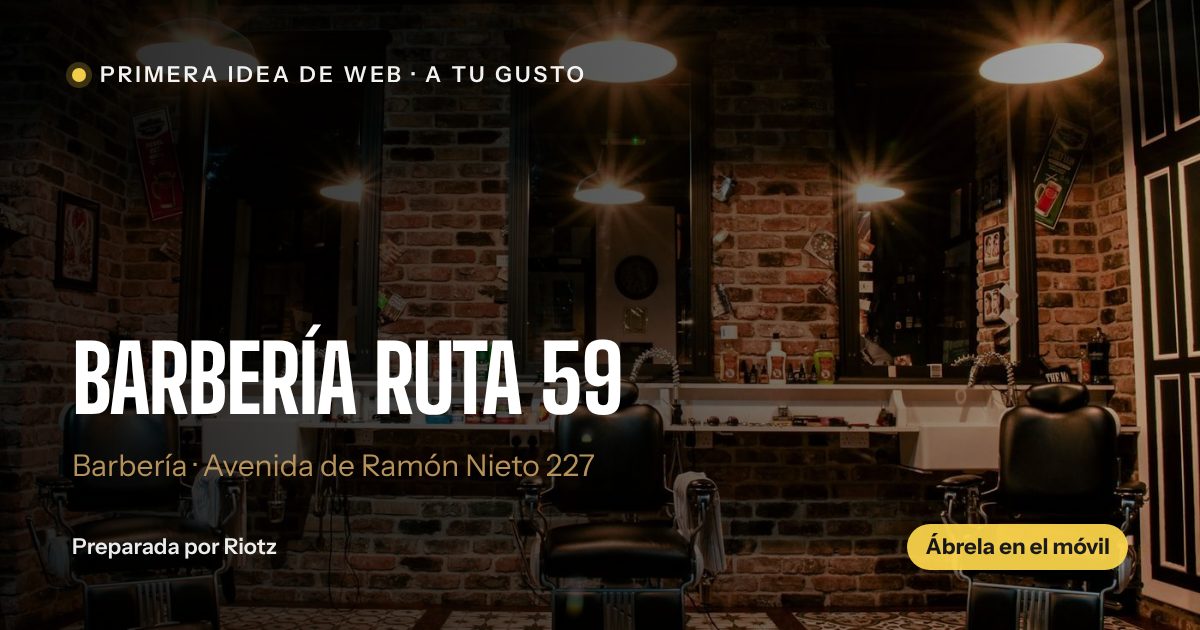 PRIMERA IDEA DE WEB · A TU GUSTO
BARBERÍA RUTA 59
Barbería · Avenida de Ramón Nieto 227
Preparada por Riotz
Ábrela en el móvil